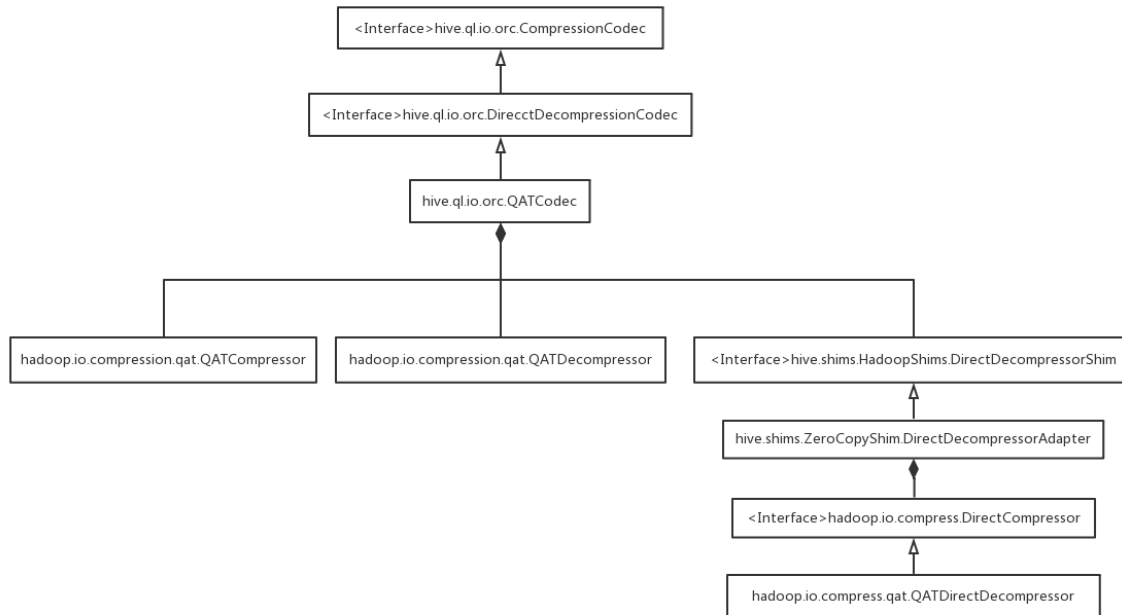 <Interface>hive.ql.io.orc.CompressionCodec
<Interface>hive.ql.io.orc.DirecctDecompressionCodec
hive.ql.io.orc.QATCodec
hadoop.io.compression.qat.QATCompressor
hadoop.io.compression.qat.QATDecompressor
<Interface>hive.shims.HadoopShims.DirectDecompressorShim
hive.shims.ZeroCopyShim.DirectDecompressorAdapter
<Interface>hadoop.io.compress.DirectCompressor
hadoop.io.compress.qat.QATDirectDecompressor